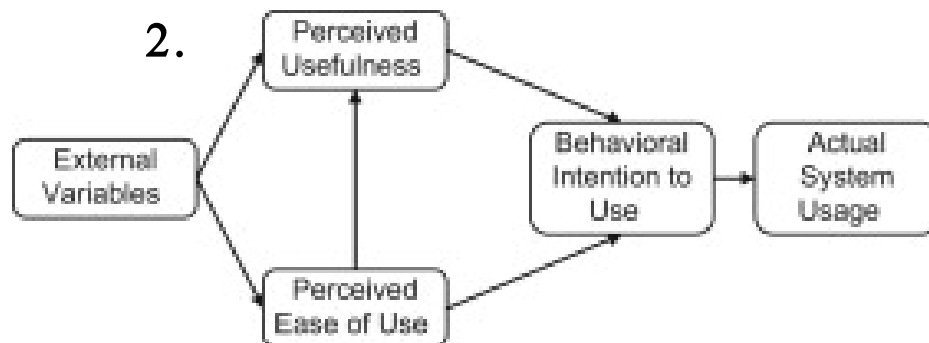 2.
Perceived
Usefulness
External
Variables
Behavioral
Intention to
Use
Actual
System
Usage
Perceived
Ease of Use